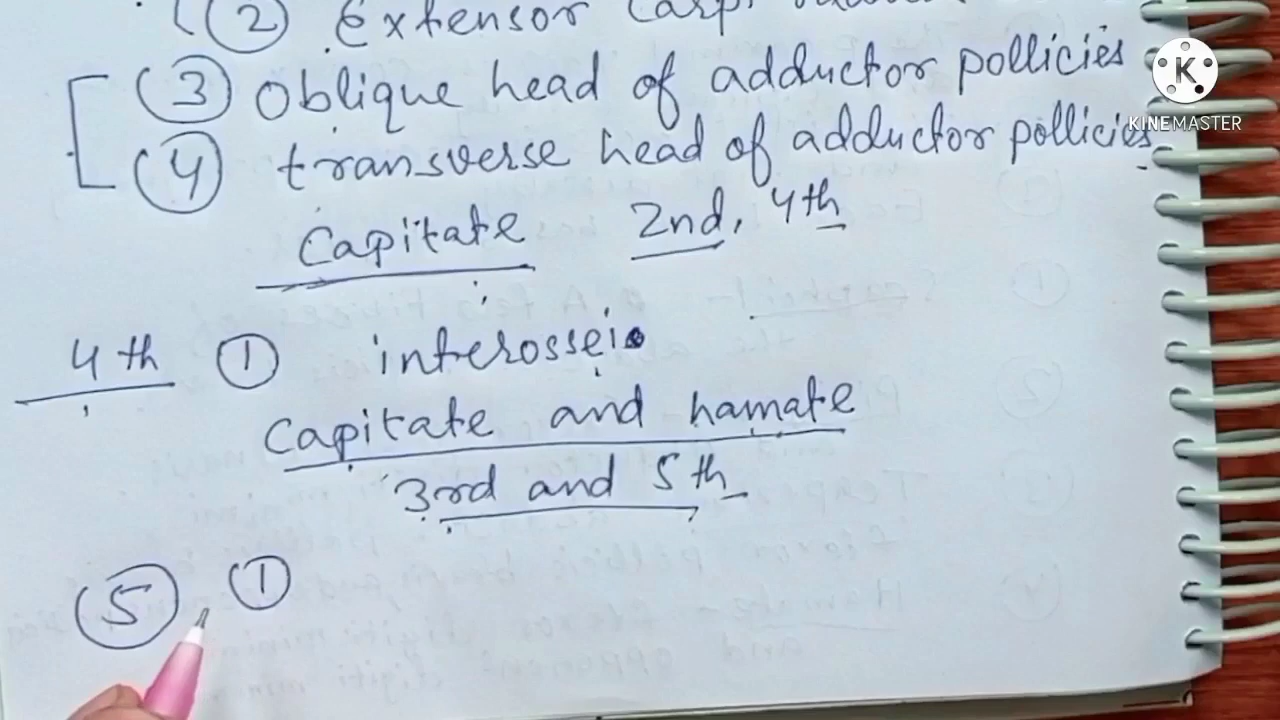 (2) Extensor Carpi
(3) Oblique head of adductor pollicies
(4) transverse head of adductor pollicies
Capitate 2nd, 4th
4th (1) interossei
Capitate and hamate
3rd and 5th
(5) (1)
K
KINEMASTER